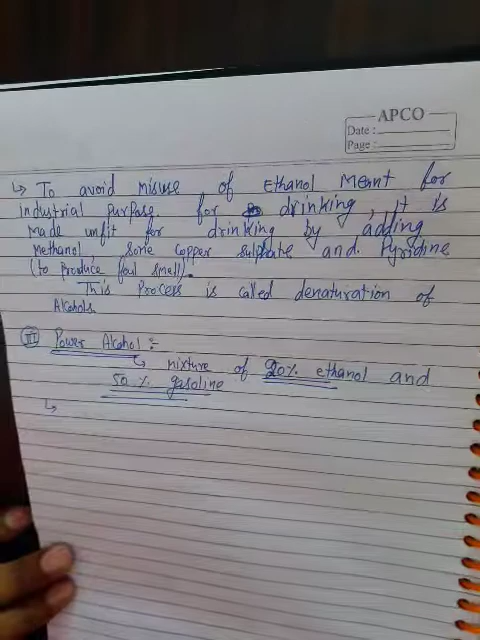 APCO
Date :
Page :
↳ To avoid misuse of Ethanol Meant for
Industrial purpose. for drinking, it is
Made unfit for drinking by adding
Methanol, some copper sulphate and Pyridine
(to produce foul smell).
This Process is called denaturation of
Alcohols.
(III) Power Alcohol :-
↳ mixture of 20% ethanol and
50 % gasoline
↳